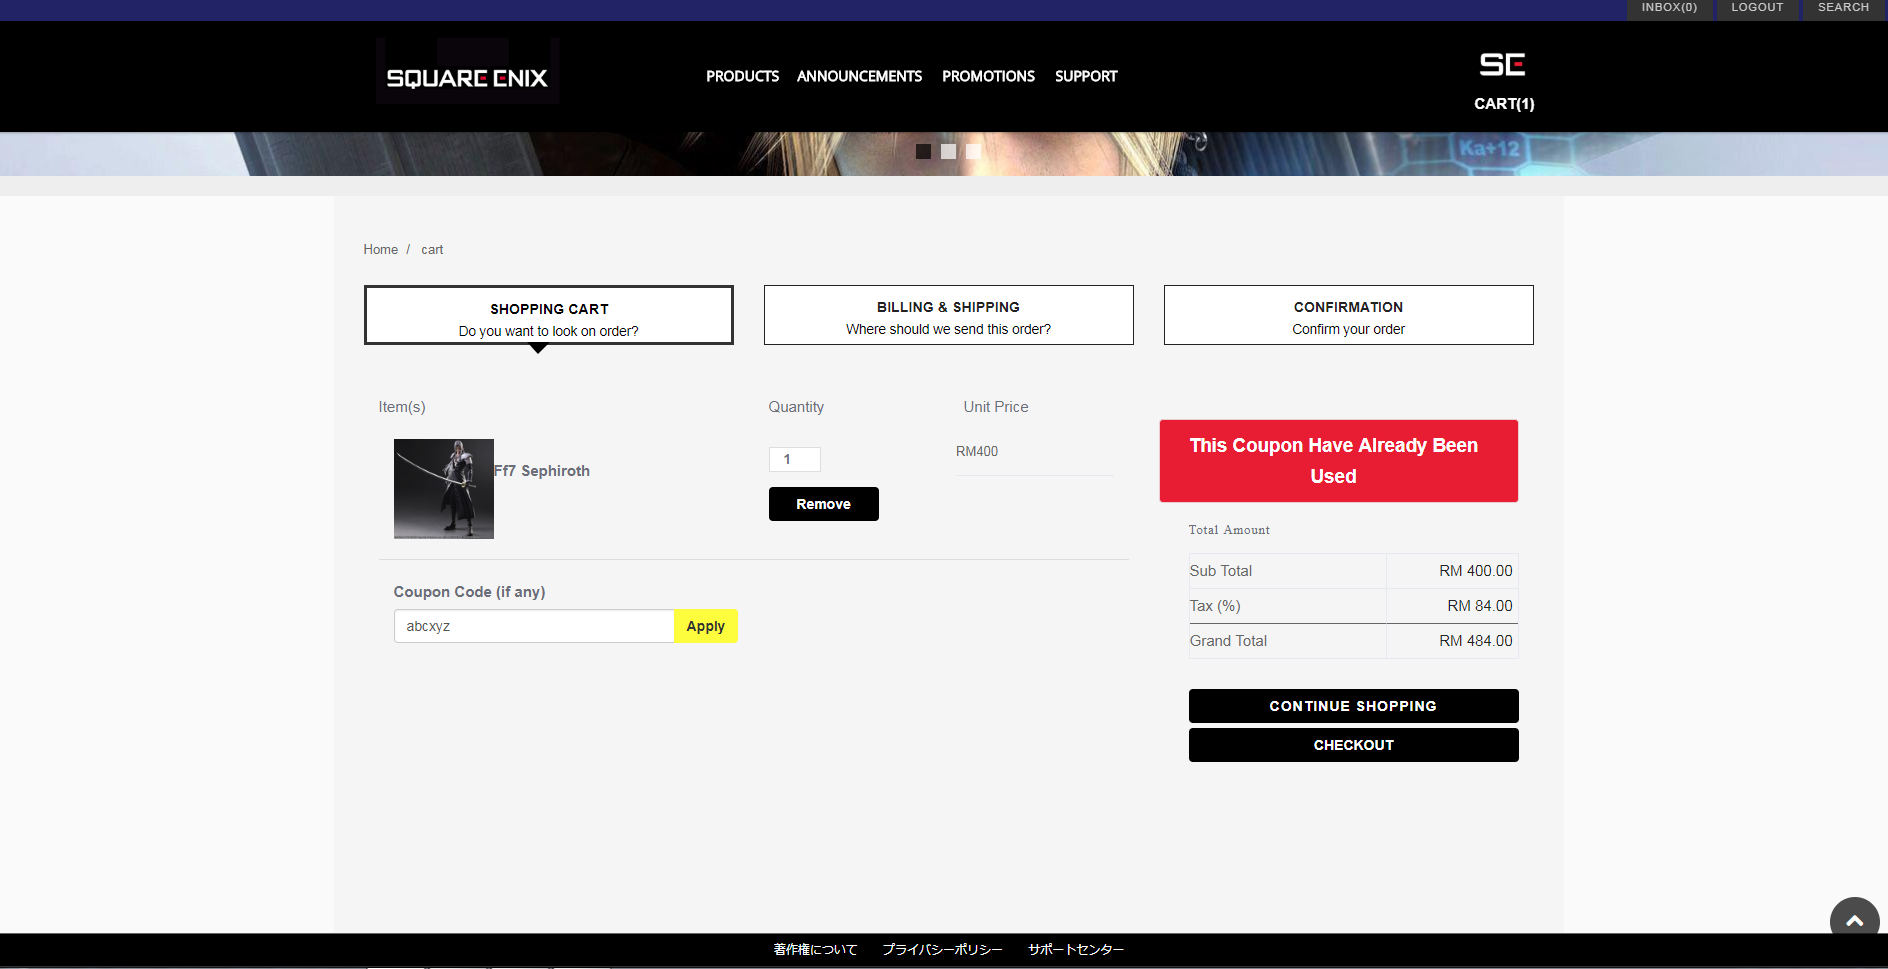 INBOX(0) LOGOUT SEARCH
SQUARE ENIX
PRODUCTS ANNOUNCEMENTS PROMOTIONS SUPPORT
SE
CART(1)
Ka+12
Home / cart
SHOPPING CART
Do you want to look on order?
BILLING & SHIPPING
Where should we send this order?
CONFIRMATION
Confirm your order
Item(s) Quantity Unit Price
Ff7 Sephiroth
1
Remove
RM400
This Coupon Have Already Been
Used
Coupon Code (if any)
abcxyz Apply
Total Amount
Sub Total RM 400.00
Tax (%) RM 84.00
Grand Total RM 484.00
CONTINUE SHOPPING
CHECKOUT
著作権について プライバシーポリシー サポートセンター